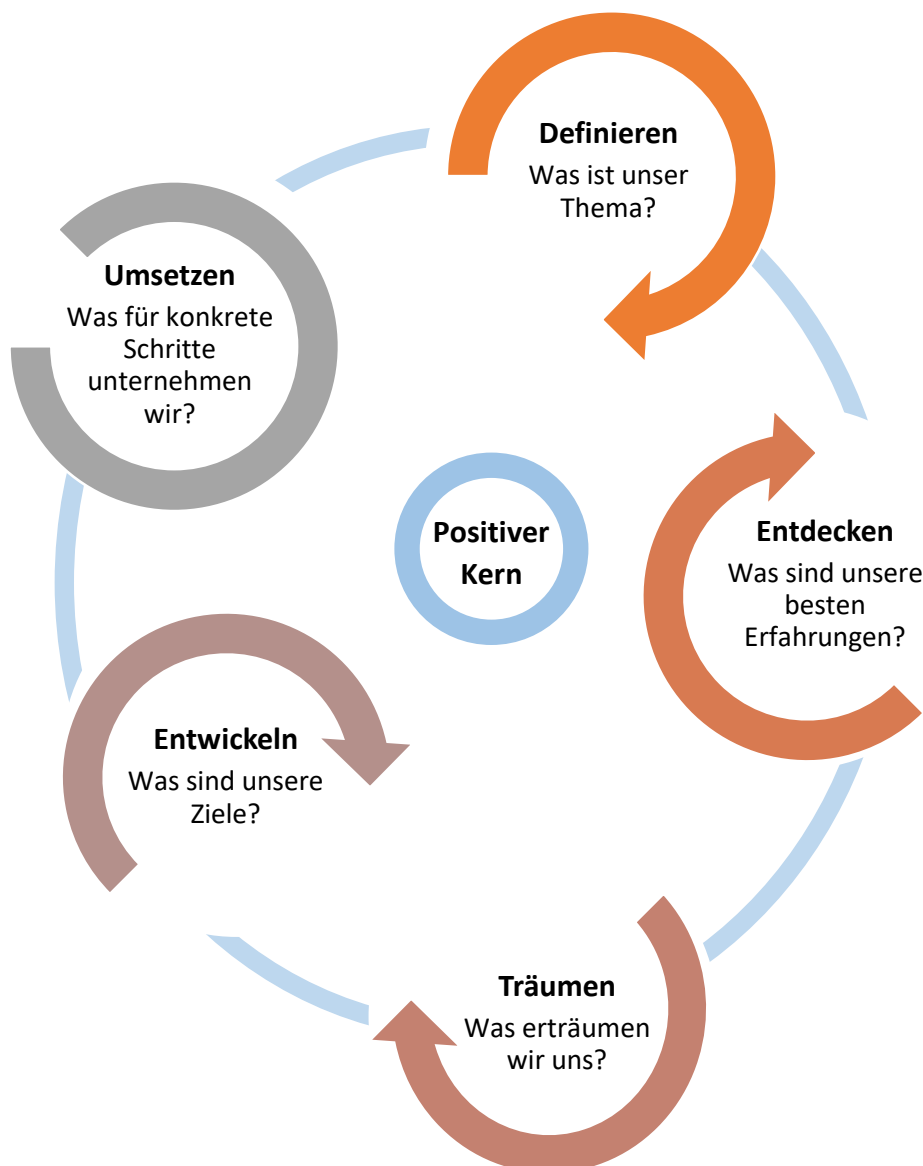 Definieren
Was ist unser
Thema?
Entdecken
Was sind unsere
besten
Erfahrungen?
Träumen
Was erträumen
wir uns?
Entwickeln
Was sind unsere
Ziele?
Umsetzen
Was für konkrete
Schritte
unternehmen
wir?
Positiver
Kern